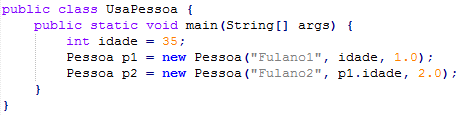 public class UsaPessoa {
public static void main(String[] args) {
int idade = 35;
Pessoa p1 = new Pessoa("Fulano1", idade, 1.0);
Pessoa p2 = new Pessoa("Fulano2", p1.idade, 2.0);
}
}